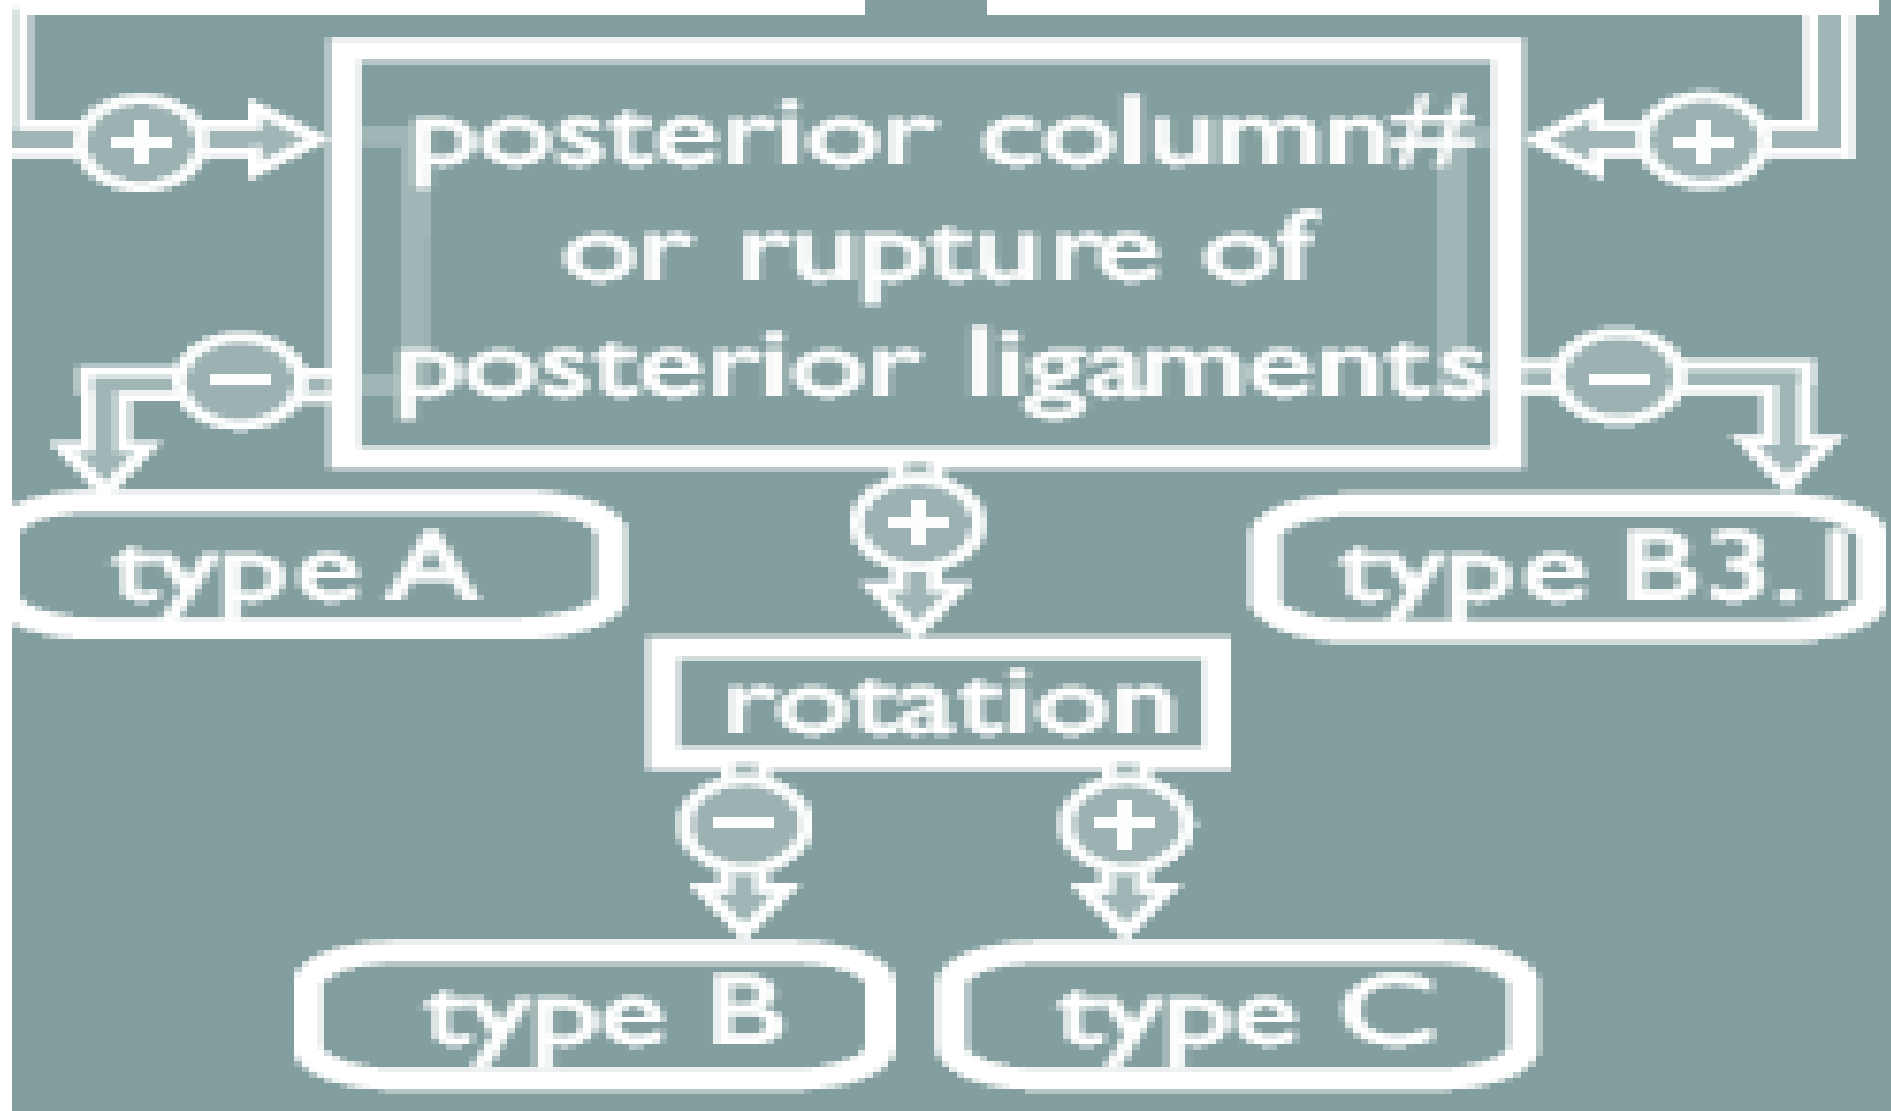 +
posterior column#
+
or rupture of
−
posterior ligaments
−
type A
+
type B3.1
rotation
−
+
type B
type C